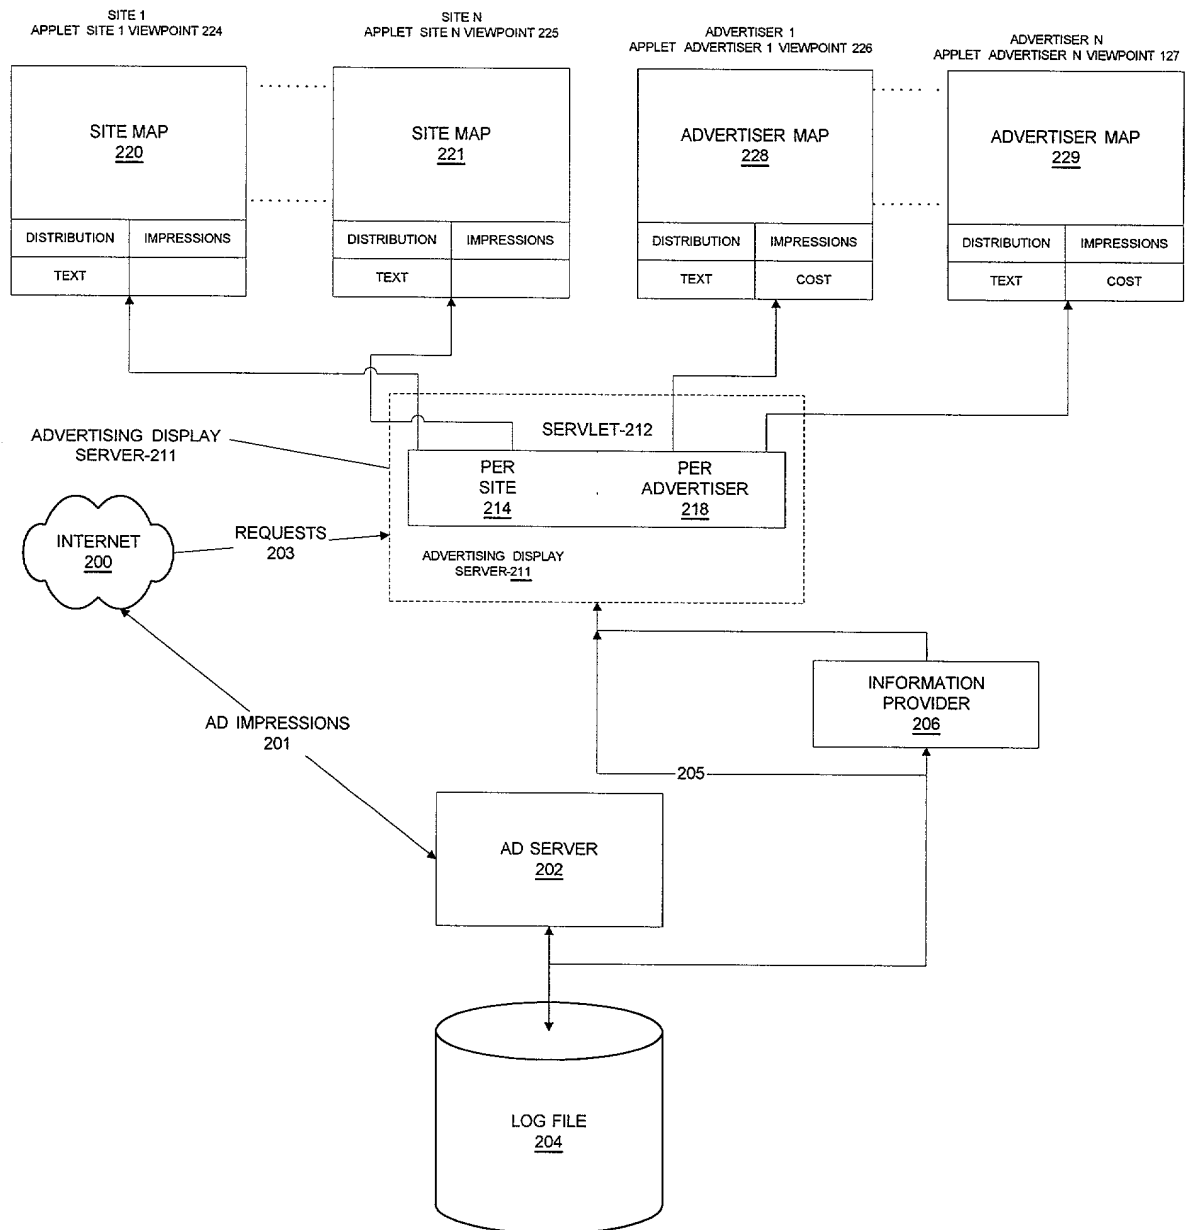 SITE 1
APPLET SITE 1 VIEWPOINT 224
SITE N
APPLET SITE N VIEWPOINT 225
ADVERTISER 1
APPLET ADVERTISER 1 VIEWPOINT 226
ADVERTISER N
APPLET ADVERTISER N VIEWPOINT 127
SITE MAP
220
SITE MAP
221
ADVERTISER MAP
228
ADVERTISER MAP
229
DISTRIBUTION
IMPRESSIONS
TEXT
DISTRIBUTION
IMPRESSIONS
TEXT
DISTRIBUTION
IMPRESSIONS
TEXT
COST
DISTRIBUTION
IMPRESSIONS
TEXT
COST
ADVERTISING DISPLAY
SERVER-211
SERVLET-212
PER
SITE
214
PER
ADVERTISER
218
ADVERTISING DISPLAY
SERVER-211
INTERNET
200
REQUESTS
203
INFORMATION
PROVIDER
206
AD IMPRESSIONS
201
205
AD SERVER
202
LOG FILE
204